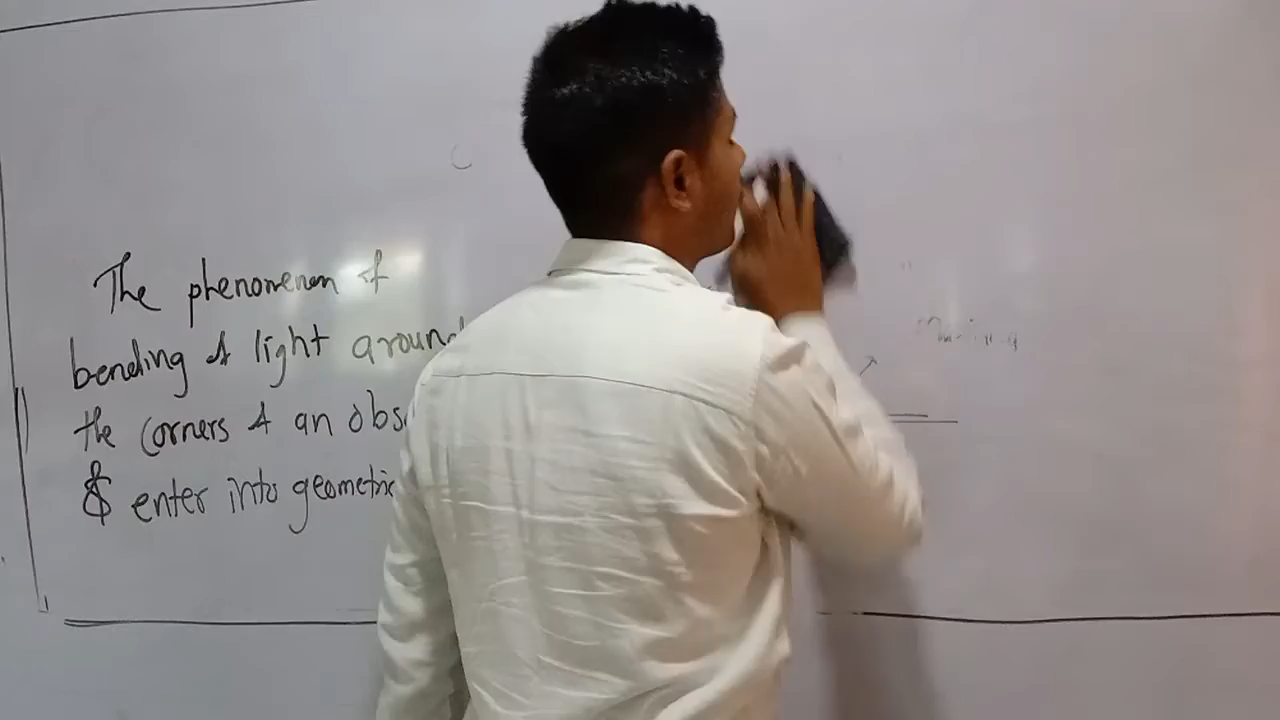 The phenomenon of
bending of light around
the corners of an obs
& enter into geometric